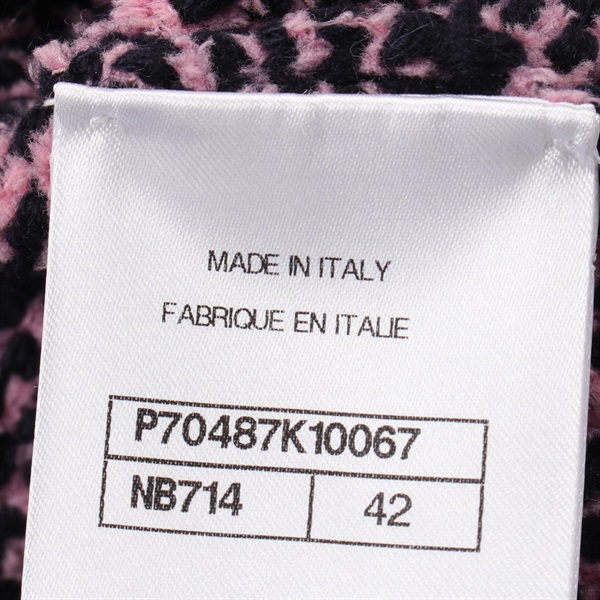 MADE IN ITALY
FABRIQUE EN ITALIE
P70487K10067
NB714 42